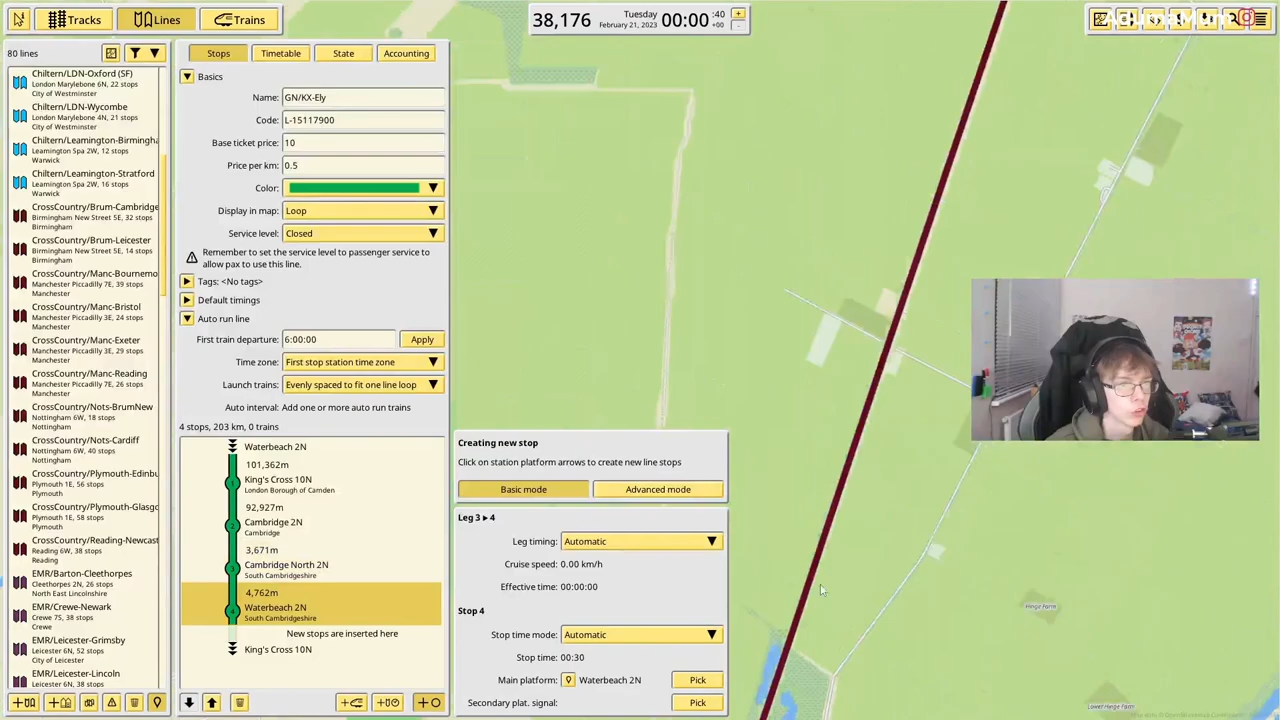 Tracks
Lines
Trains
38,176
Tuesday
February 21, 2023
00:00
:40
80 lines
Chiltern/LDN-Oxford (SF)
London Marylebone 6N, 22 stops
City of Westminster
Chiltern/LDN-Wycombe
London Marylebone 4N, 21 stops
City of Westminster
Chiltern/Leamington-Birmingha
Leamington Spa 2W, 12 stops
Warwick
Chiltern/Leamington-Stratford
Leamington Spa 2W, 16 stops
Warwick
CrossCountry/Brum-Cambridge
Birmingham New Street 5E, 32 stops
Birmingham
CrossCountry/Brum-Leicester
Birmingham New Street 5E, 14 stops
Birmingham
CrossCountry/Manc-Bournemo
Manchester Piccadilly 7E, 39 stops
Manchester
CrossCountry/Manc-Bristol
Manchester Piccadilly 3E, 24 stops
Manchester
CrossCountry/Manc-Exeter
Manchester Piccadilly 3E, 29 stops
Manchester
CrossCountry/Manc-Reading
Manchester Piccadilly 7E, 26 stops
Manchester
CrossCountry/Nots-BrumNew
Nottingham 6W, 18 stops
Nottingham
CrossCountry/Nots-Cardiff
Nottingham 6W, 40 stops
Nottingham
CrossCountry/Plymouth-Edinbu
Plymouth 1E, 56 stops
Plymouth
CrossCountry/Plymouth-Glasgo
Plymouth 1E, 58 stops
Plymouth
CrossCountry/Reading-Newcast
Reading 6W, 38 stops
Reading
EMR/Barton-Cleethorpes
Cleethorpes 2N, 26 stops
North East Lincolnshire
EMR/Crewe-Newark
Crewe 7S, 38 stops
Crewe
EMR/Leicester-Grimsby
Leicester 6N, 52 stops
City of Leicester
EMR/Leicester-Lincoln
Leicester 6N, 38 stops
Stops
Timetable
State
Accounting
Basics
Name: GN/KX-Ely
Code: L-15117900
Base ticket price: 10
Price per km: 0.5
Color:
Display in map: Loop
Service level: Closed
Remember to set the service level to passenger service to
allow pax to use this line.
Tags: <No tags>
Default timings
Auto run line
First train departure: 6:00:00 Apply
Time zone: First stop station time zone
Launch trains: Evenly spaced to fit one line loop
Auto interval: Add one or more auto run trains
4 stops, 203 km, 0 trains
Waterbeach 2N
101,362m
1 King's Cross 10N
London Borough of Camden
92,927m
2 Cambridge 2N
Cambridge
3,671m
3 Cambridge North 2N
South Cambridgeshire
4,762m
4 Waterbeach 2N
South Cambridgeshire
New stops are inserted here
King's Cross 10N
Creating new stop
Click on station platform arrows to create new line stops
Basic mode
Advanced mode
Leg 3 ▸ 4
Leg timing: Automatic
Cruise speed: 0.00 km/h
Effective time: 00:00:00
Stop 4
Stop time mode: Automatic
Stop time: 00:30
Main platform: Waterbeach 2N Pick
Secondary plat. signal: Pick
Hinge Farm
Lower Hinge Farm